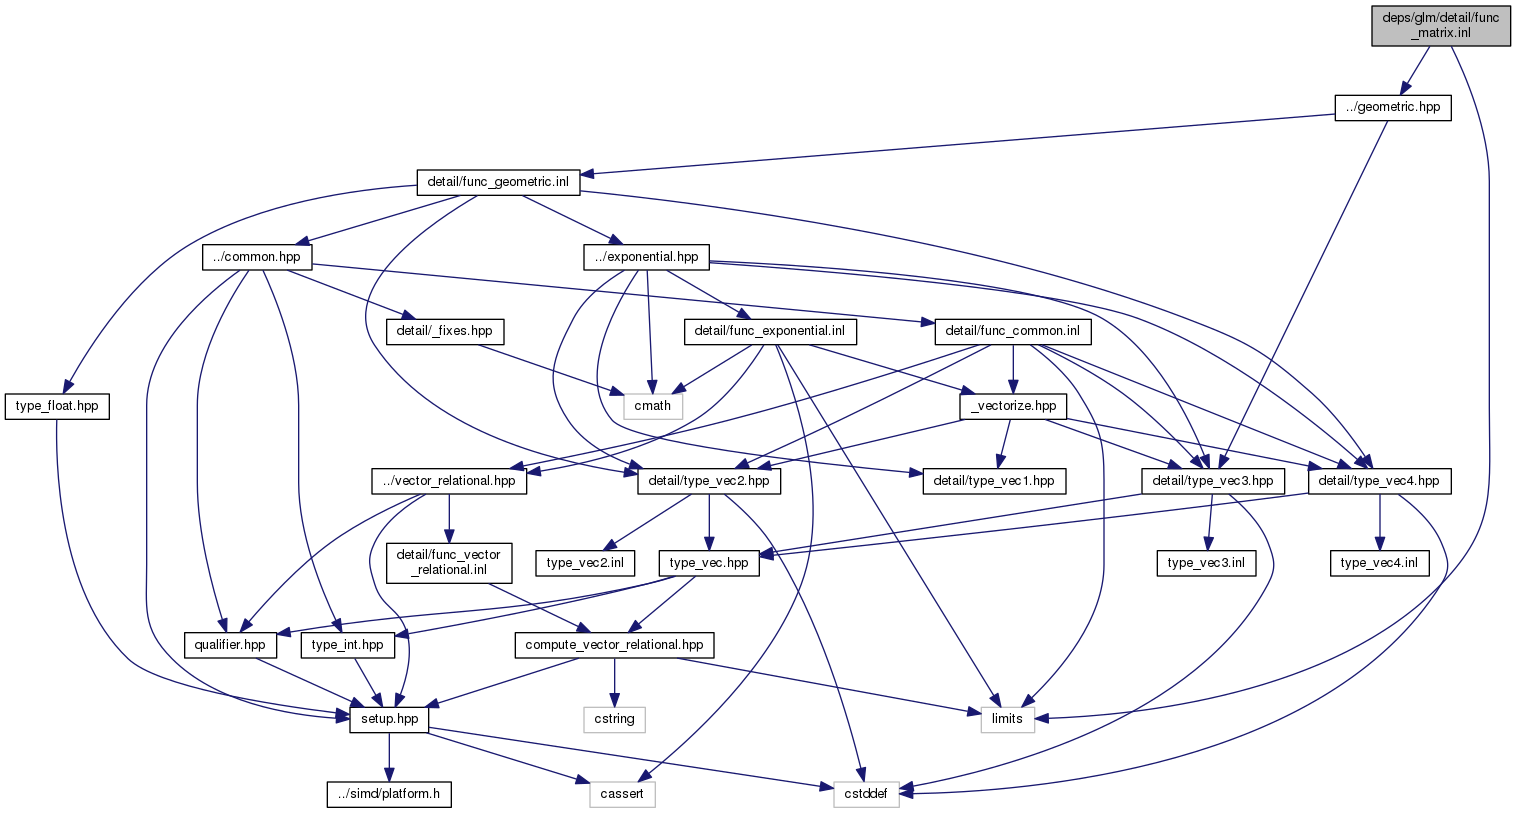 deps/glm/detail/func
_matrix.inl
../geometric.hpp
detail/func_geometric.inl
../common.hpp
../exponential.hpp
detail/_fixes.hpp
detail/func_exponential.inl
detail/func_common.inl
type_float.hpp
cmath
_vectorize.hpp
../vector_relational.hpp
detail/type_vec2.hpp
detail/type_vec1.hpp
detail/type_vec3.hpp
detail/type_vec4.hpp
detail/func_vector
_relational.inl
type_vec2.inl
type_vec.hpp
type_vec3.inl
type_vec4.inl
qualifier.hpp
type_int.hpp
compute_vector_relational.hpp
setup.hpp
cstring
limits
../simd/platform.h
cassert
cstddef